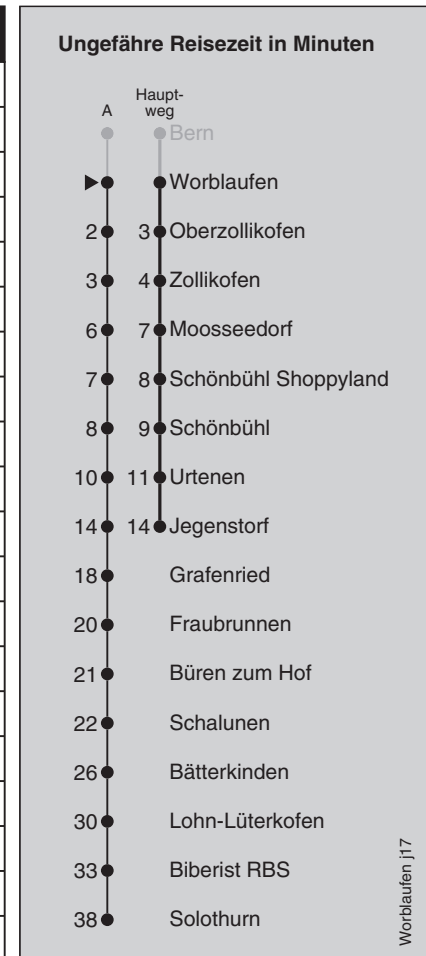 Ungefähre Reisezeit in Minuten
A Haupt-
weg
Bern
Worblaufen
2 3 Oberzollikofen
3 4 Zollikofen
6 7 Moosseedorf
7 8 Schönbühl Shoppyland
8 9 Schönbühl
10 11 Urtenen
14 14 Jegenstorf
18 Grafenried
20 Fraubrunnen
21 Büren zum Hof
22 Schalunen
26 Bätterkinden
30 Lohn-Lüterkofen
33 Biberist RBS
38 Solothurn
Worblaufen j17